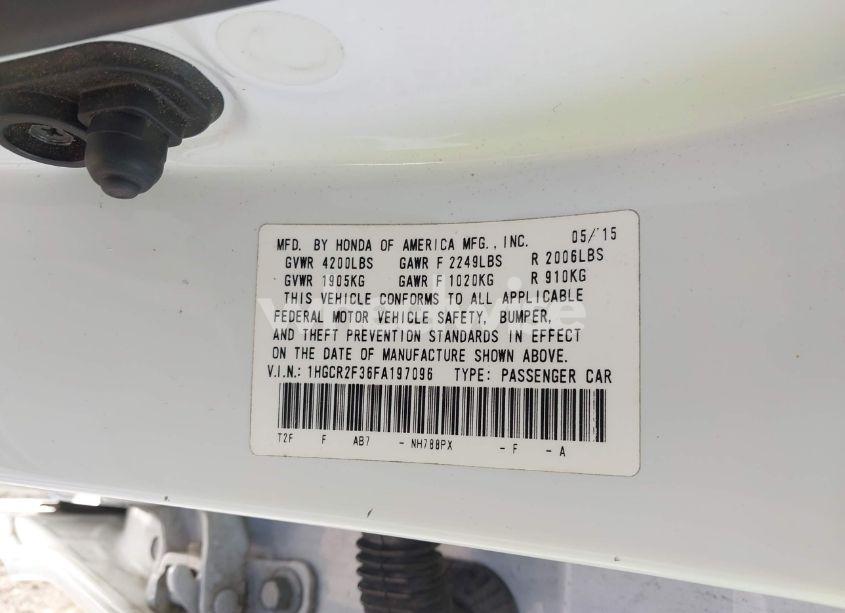 MFD. BY HONDA OF AMERICA MFG., INC. 05/15
GVWR 4200LBS GAWR F 2249LBS R 2006LBS
GVWR 1905KG GAWR F 1020KG R 910KG
THIS VEHICLE CONFORMS TO ALL APPLICABLE
FEDERAL MOTOR VEHICLE SAFETY, BUMPER,
AND THEFT PREVENTION STANDARDS IN EFFECT
ON THE DATE OF MANUFACTURE SHOWN ABOVE.
V.I.N.: 1HGCR2F36FA197096 TYPE: PASSENGER CAR
T2F F AB7 - NH788PX - F - A